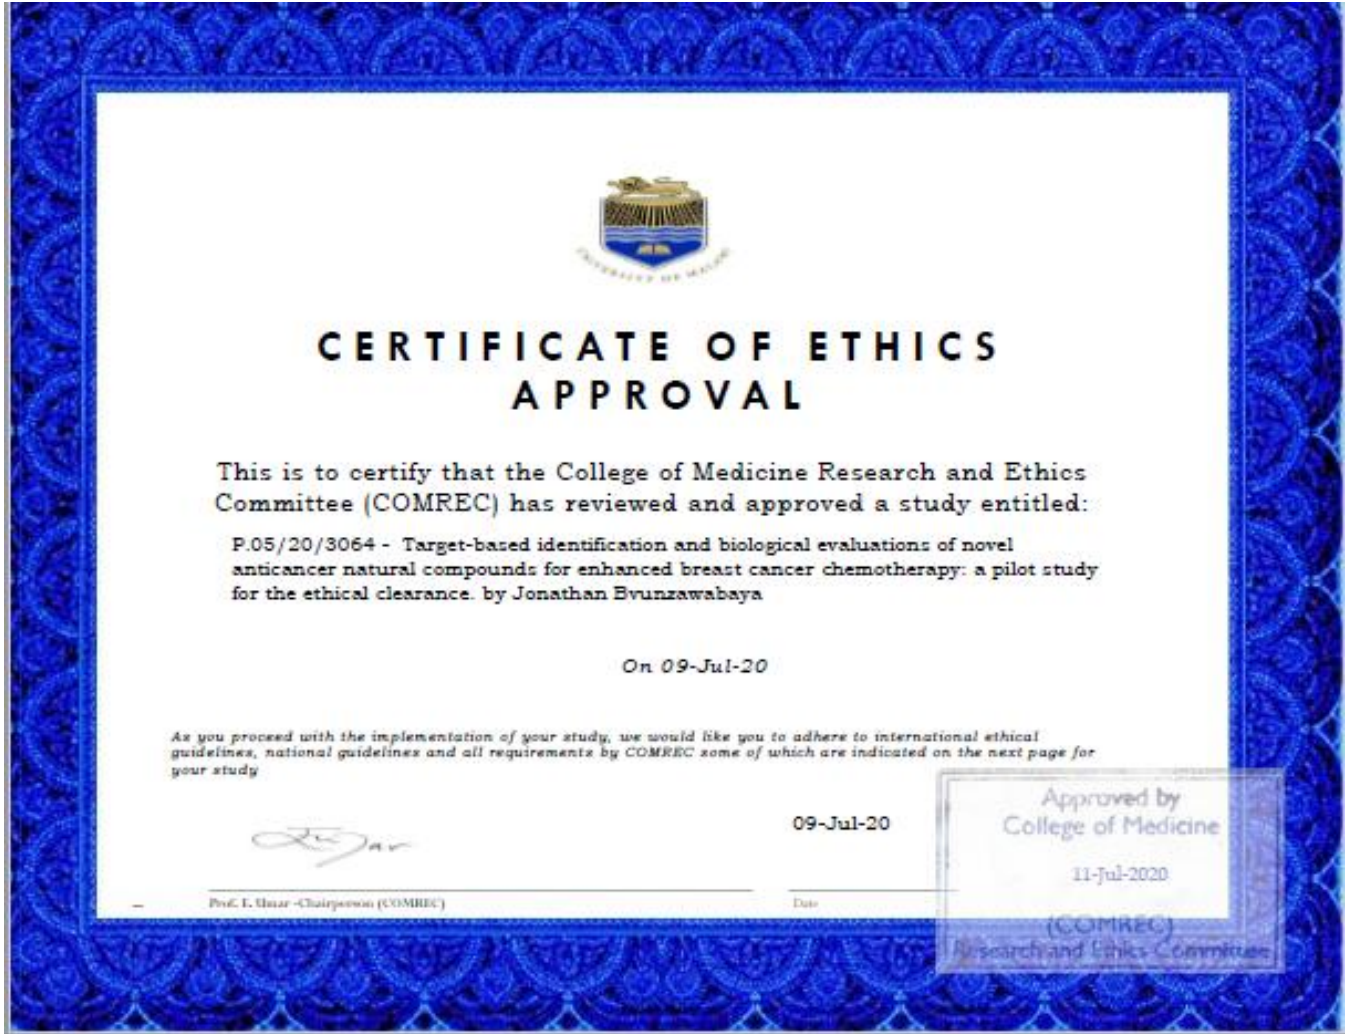 UNIVERSITY OF MALAWI
CERTIFICATE OF ETHICS
APPROVAL
This is to certify that the College of Medicine Research and Ethics
Committee (COMREC) has reviewed and approved a study entitled:
P.05/20/3064 - Target-based identification and biological evaluations of novel
anticancer natural compounds for enhanced breast cancer chemotherapy: a pilot study
for the ethical clearance. by Jonathan Bvunzawabaya
On 09-Jul-20
As you proceed with the implementation of your study, we would like you to adhere to international ethical
guidelines, national guidelines and all requirements by COMREC some of which are indicated on the next page for
your study
09-Jul-20
Prof. E. Umar -Chairperson (COMREC)
Date
Approved by
College of Medicine
11-Jul-2020
(COMREC)
Research and Ethics Committee